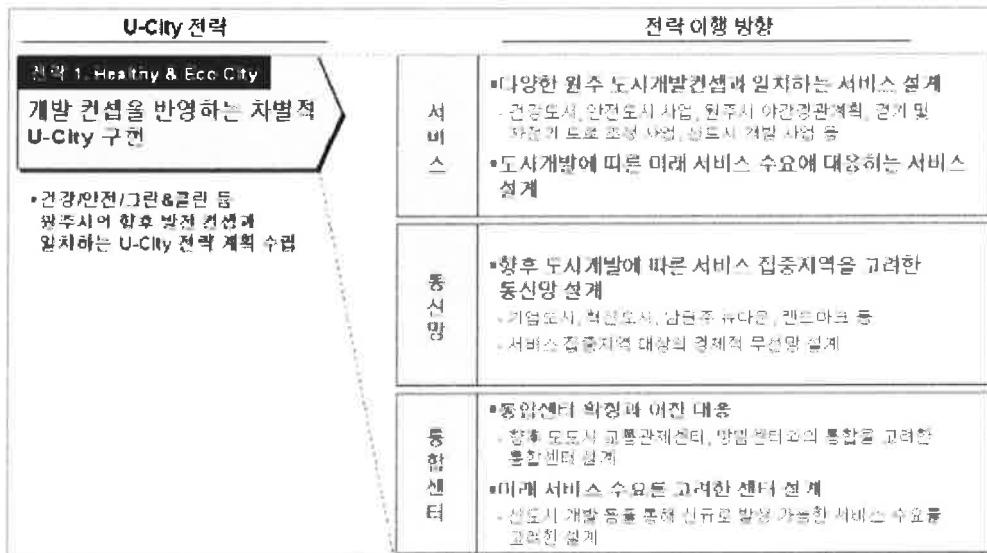 U-City 전략
전략 이행 방향
전략 1. Healthy & Eco City
개발 컨셉을 반영하는 차별적
U-City 구현
•건강/안전/그린&클린 등
원주시의 향후 발전 컨셉과
일치하는 U-City 전략 계획 수립
서비스
•다양한 원주 도시개발컨셉과 일치하는 서비스 설계
- 건강도시, 안전도시 사업, 원주시 야간경관계획, 걷기 및
자전거 도로 조성 사업, 신도시 개발 사업 등
•도시개발에 따른 미래 서비스 수요에 대응하는 서비스
설계
통신망
•향후 도시개발에 따른 서비스 집중지역을 고려한
통신망 설계
- 기업도시, 혁신도시, 남원주 뉴타운, 랜드마크 등
- 서비스 집중지역 대상의 경제적 무선망 설계
통합센터
•통합센터 확장과 이전 대응
- 향후 교통관제센터, 방범센터와의 통합을 고려한
통합센터 설계
•미래 서비스 수요를 고려한 센터 설계
- 신도시 개발 등을 통해 신규로 발생 가능한 서비스 수요를
고려한 설계